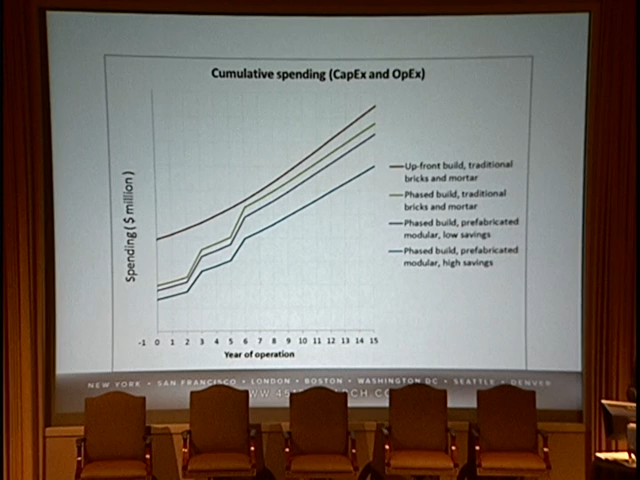 Cumulative spending (CapEx and OpEx)
Spending ( $ million )
Up-front build, traditional
bricks and mortar
Phased build, traditional
bricks and mortar
Phased build, prefabricated
modular, low savings
Phased build, prefabricated
modular, high savings
-1 0 1 2 3 4 5 6 7 8 9 10 11 12 13 14 15
Year of operation
NEW YORK • SAN FRANCISCO • LONDON • BOSTON • WASHINGTON DC • SEATTLE • DENVER